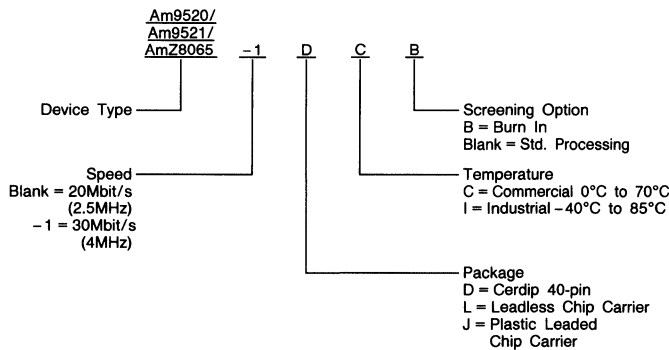 Am9520/
Am9521/
AmZ8065 -1 D C B
Device Type
Screening Option
B = Burn In
Blank = Std. Processing
Speed
Blank = 20Mbit/s
(2.5MHz)
-1 = 30Mbit/s
(4MHz)
Temperature
C = Commercial 0°C to 70°C
I = Industrial -40°C to 85°C
Package
D = Cerdip 40-pin
L = Leadless Chip Carrier
J = Plastic Leaded
Chip Carrier